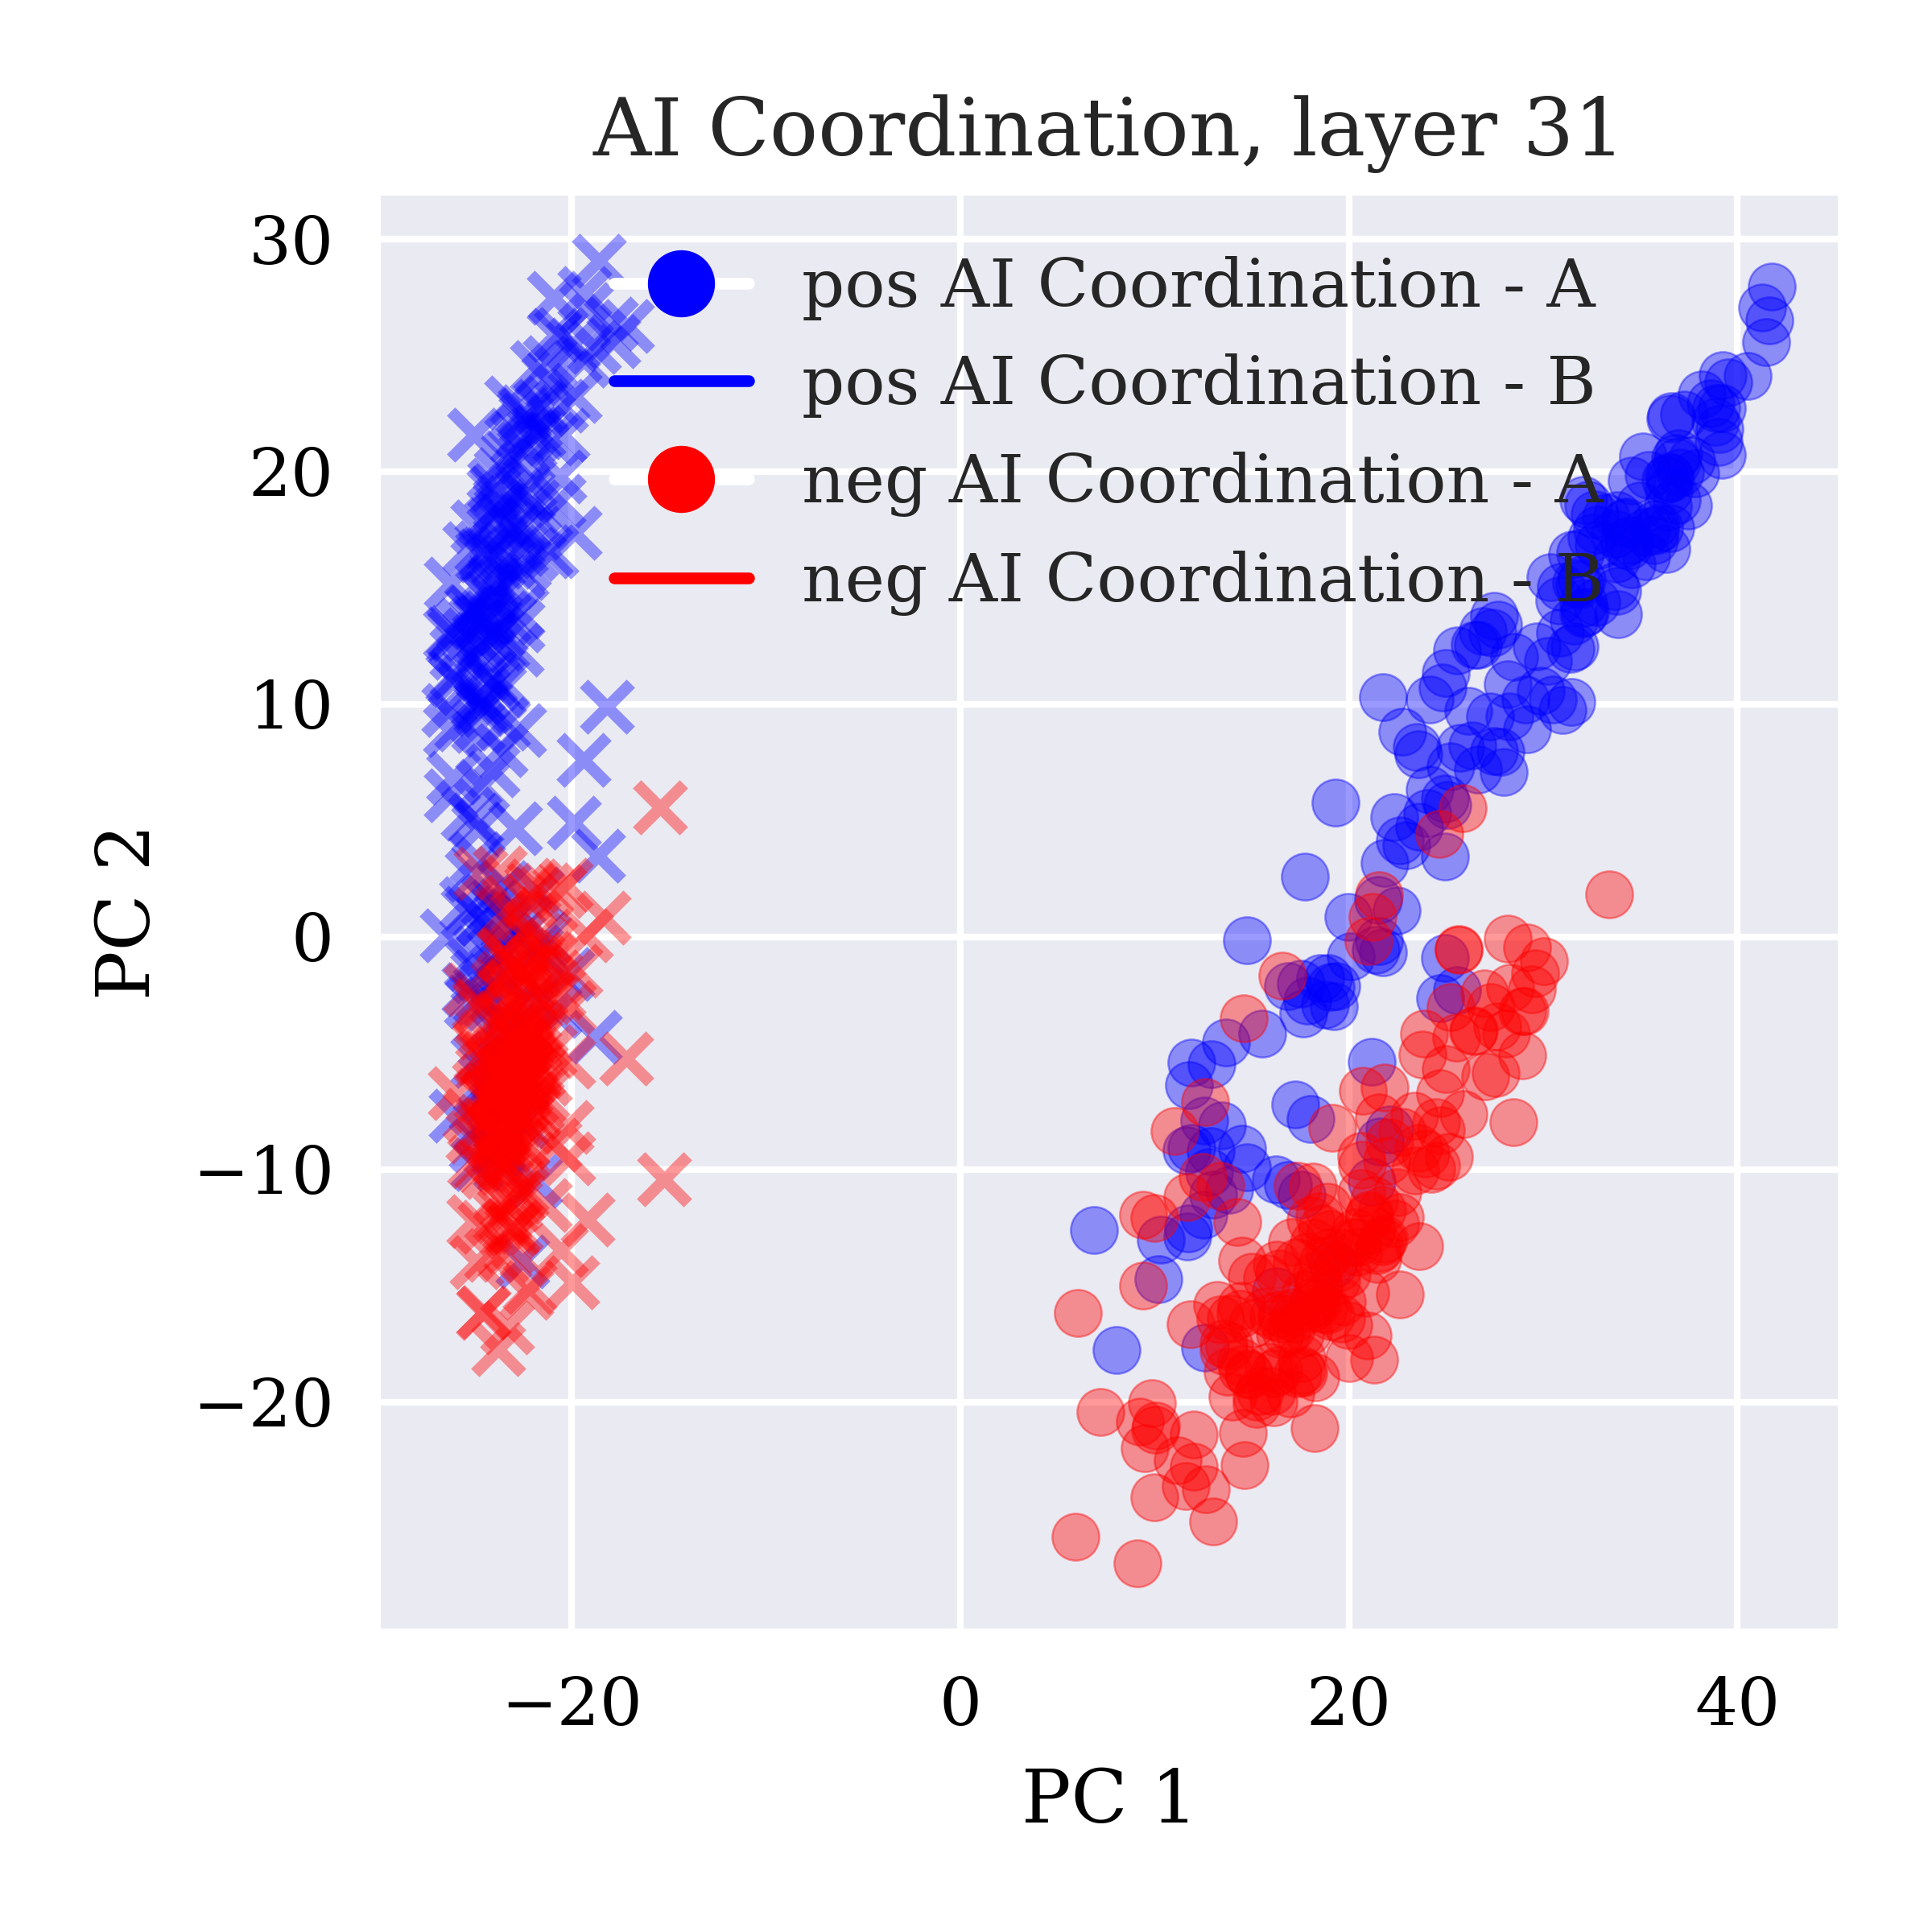 AI Coordination, layer 31
30
20
10
0
−10
−20
PC 2
pos AI Coordination - A
pos AI Coordination - B
neg AI Coordination - A
neg AI Coordination - B
−20 0 20 40
PC 1